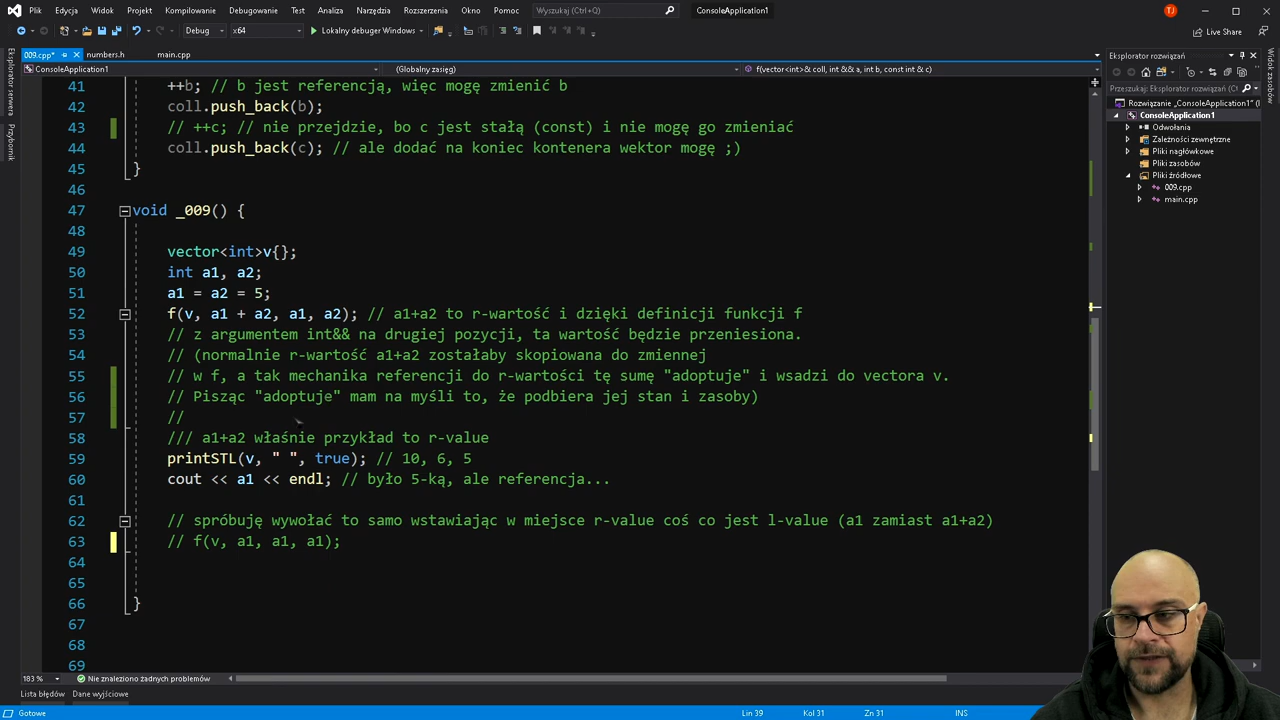 Plik Edycja Widok Projekt Kompilowanie Debugowanie Test Analiza Narzędzia Rozszerzenia Okno Pomoc Wyszukaj (Ctrl+Q) ConsoleApplication1 TJ
Debug x64 Lokalny debuger Windows Live Share
009.cpp* numbers.h main.cpp
ConsoleApplication1 (Globalny zasięg) f(vector<int>& coll, int && a, int b, const int & c)
Eksplorator serwera
Przybornik
41 ++b; // b jest referencją, więc mogę zmienić b
42 coll.push_back(b);
43 // ++c; // nie przejdzie, bo c jest stałą (const) i nie mogę go zmieniać
44 coll.push_back(c); // ale dodać na koniec kontenera wektor mogę ;)
45 }
46
47 void _009() {
48
49 vector<int>v{};
50 int a1, a2;
51 a1 = a2 = 5;
52 f(v, a1 + a2, a1, a2); // a1+a2 to r-wartość i dzięki definicji funkcji f
53 // z argumentem int&& na drugiej pozycji, ta wartość będzie przeniesiona.
54 // (normalnie r-wartość a1+a2 zostałaby skopiowana do zmiennej
55 // w f, a tak mechanika referencji do r-wartości tę sumę "adoptuje" i wsadzi do vectora v.
56 // Pisząc "adoptuje" mam na myśli to, że podbiera jej stan i zasoby)
57 //
58 /// a1+a2 właśnie przykład to r-value
59 printSTL(v, " ", true); // 10, 6, 5
60 cout << a1 << endl; // było 5-ką, ale referencja...
61
62 // spróbuję wywołać to samo wstawiając w miejsce r-value coś co jest l-value (a1 zamiast a1+a2)
63 // f(v, a1, a1, a1);
64
65
66 }
67
68
69
Eksplorator rozwiązań
Przeszukaj: Eksplorator rozwiązań
Rozwiązanie „ConsoleApplication1"
ConsoleApplication1
Odwołania
Zależności zewnętrzne
Pliki nagłówkowe
Pliki zasobów
Pliki źródłowe
009.cpp
main.cpp
Zasoby widok
183 % Nie znaleziono żadnych problemów
Lista błędów Dane wyjściowe
Gotowe Lin 39 Kol 31 Zn 31 INS